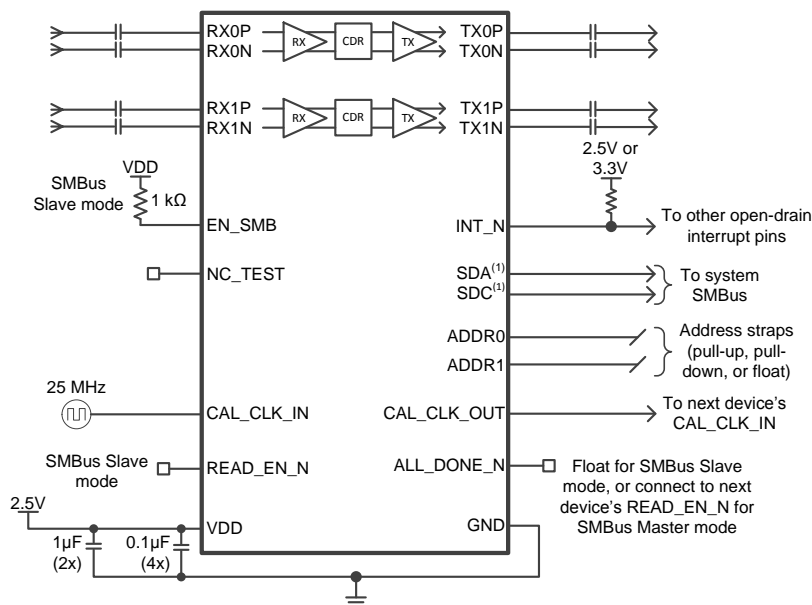 RX0P
RX0N
RX
CDR
TX
TX0P
TX0N
RX1P
RX1N
RX
CDR
TX
TX1P
TX1N
2.5V or
3.3V
SMBus
Slave mode
VDD
1 kΩ
EN_SMB
INT_N
To other open-drain
interrupt pins
NC_TEST
SDA(1)
SDC(1)
To system
SMBus
ADDR0
ADDR1
Address straps
(pull-up, pull-
down, or float)
25 MHz
CAL_CLK_IN
CAL_CLK_OUT
To next device's
CAL_CLK_IN
SMBus Slave
mode
READ_EN_N
ALL_DONE_N
Float for SMBus Slave
mode, or connect to next
device's READ_EN_N for
SMBus Master mode
2.5V
VDD
GND
1μF
(2x)
0.1μF
(4x)